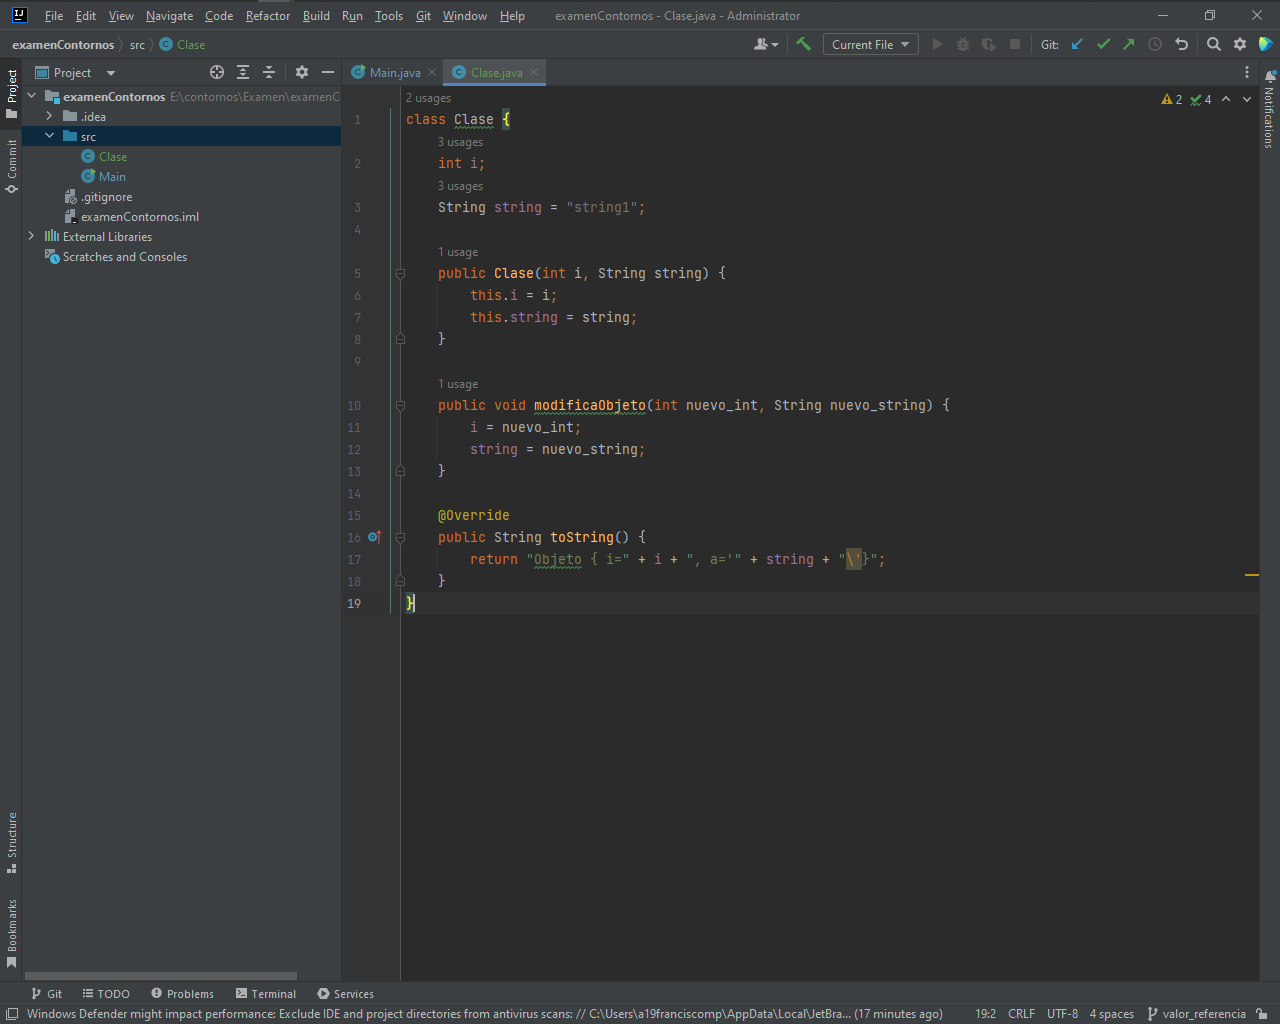 File Edit View Navigate Code Refactor Build Run Tools Git Window Help examenContornos - Clase.java - Administrator
examenContornos src Clase Current File Git:
Project Main.java Clase.java
Project
Commit
Structure
Bookmarks
Notifications
examenContornos E:\contornos\Examen\examenC
.idea
src
Clase
Main
.gitignore
examenContornos.iml
External Libraries
Scratches and Consoles
2 4
2 usages
1 class Clase {
3 usages
2 int i;
3 usages
3 String string = "string1";
4
1 usage
5 public Clase(int i, String string) {
6 this.i = i;
7 this.string = string;
8 }
9
1 usage
10 public void modificaObjeto(int nuevo_int, String nuevo_string) {
11 i = nuevo_int;
12 string = nuevo_string;
13 }
14
15 @Override
16 public String toString() {
17 return "Objeto { i=" + i + ", a='" + string + "\'}";
18 }
19 }
Git TODO Problems Terminal Services
Windows Defender might impact performance: Exclude IDE and project directories from antivirus scans: // C:\Users\a19franciscomp\AppData\Local\JetBra... (17 minutes ago) 19:2 CRLF UTF-8 4 spaces valor_referencia